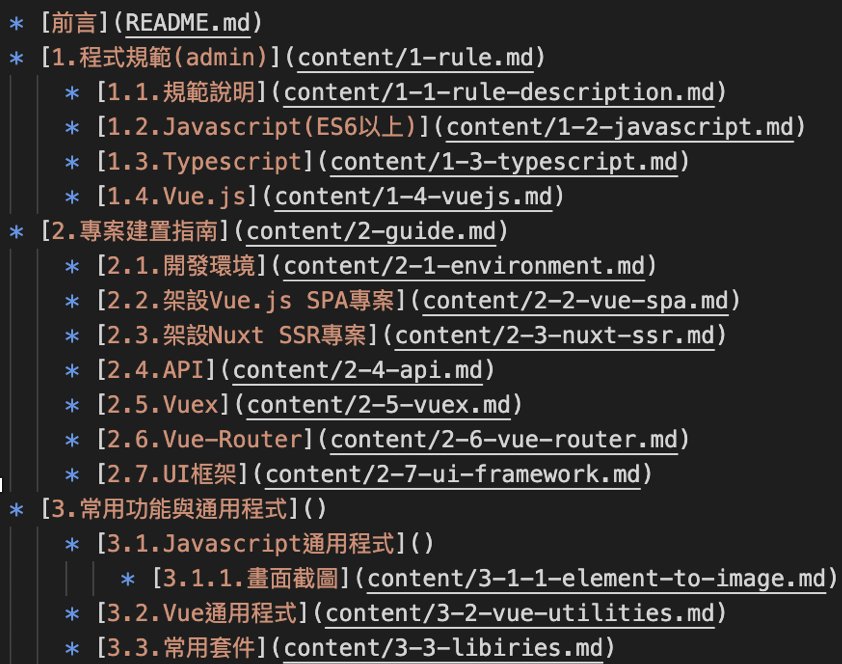 * [前言](README.md)
* [1.程式規範(admin)](content/1-rule.md)
* [1.1.規範說明](content/1-1-rule-description.md)
* [1.2.Javascript(ES6以上)](content/1-2-javascript.md)
* [1.3.Typescript](content/1-3-typescript.md)
* [1.4.Vue.js](content/1-4-vuejs.md)
* [2.專案建置指南](content/2-guide.md)
* [2.1.開發環境](content/2-1-environment.md)
* [2.2.架設Vue.js SPA專案](content/2-2-vue-spa.md)
* [2.3.架設Nuxt SSR專案](content/2-3-nuxt-ssr.md)
* [2.4.API](content/2-4-api.md)
* [2.5.Vuex](content/2-5-vuex.md)
* [2.6.Vue-Router](content/2-6-vue-router.md)
* [2.7.UI框架](content/2-7-ui-framework.md)
* [3.常用功能與通用程式]()
* [3.1.Javascript通用程式]()
* [3.1.1.畫面截圖](content/3-1-1-element-to-image.md)
* [3.2.Vue通用程式](content/3-2-vue-utilities.md)
* [3.3.常用套件](content/3-3-libiries.md)